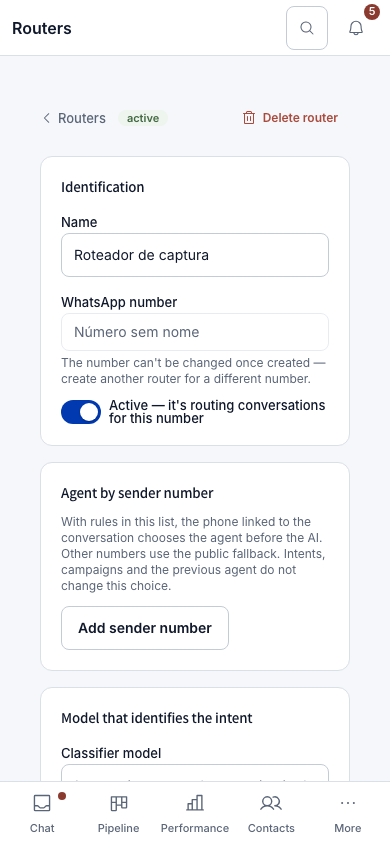 Routers
5
Routers
active
Delete router
Identification
Name
Roteador de captura
WhatsApp number
Número sem nome
The number can't be changed once created —
create another router for a different number.
Active — it's routing conversations
for this number
Agent by sender number
With rules in this list, the phone linked to the
conversation chooses the agent before the AI.
Other numbers use the public fallback. Intents,
campaigns and the previous agent do not
change this choice.
Add sender number
Model that identifies the intent
Classifier model
Chat
Pipeline
Performance
Contacts
More